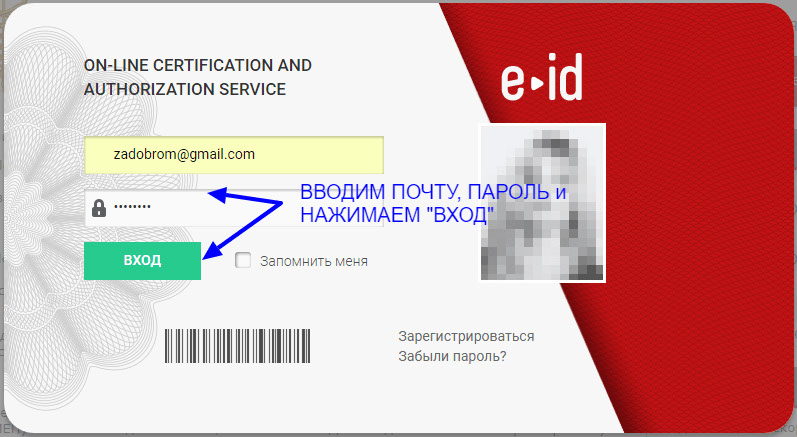 ON-LINE CERTIFICATION AND
AUTHORIZATION SERVICE
e-id
zadobrom@gmail.com
••••••••
ВВОДИМ ПОЧТУ, ПАРОЛЬ и
НАЖИМАЕМ "ВХОД"
ВХОД
Запомнить меня
Зарегистрироваться
Забыли пароль?